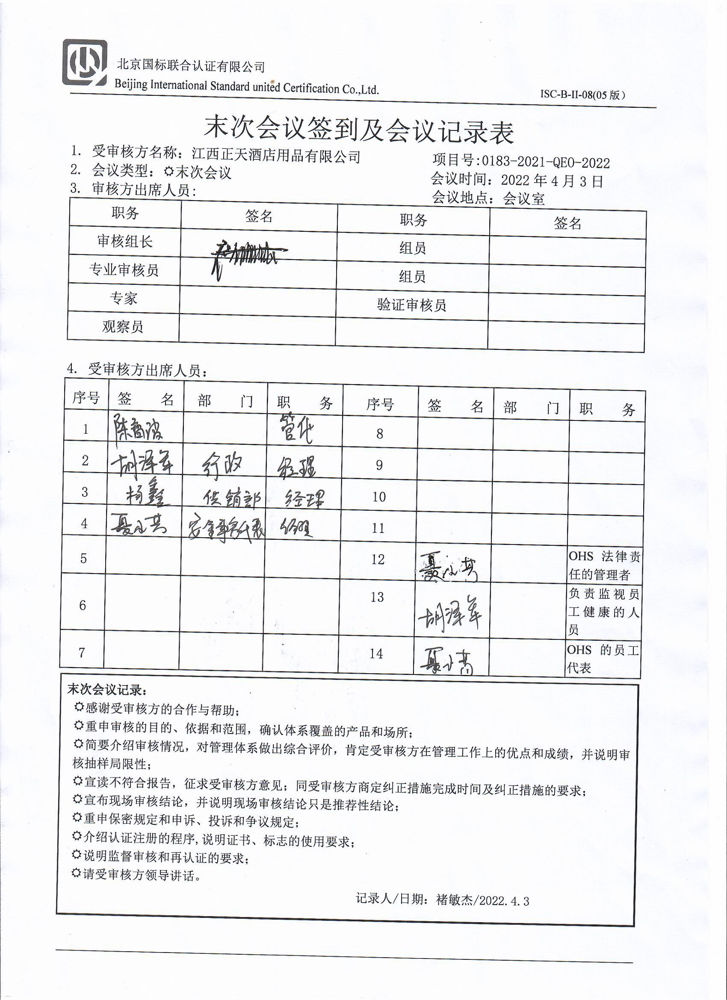 北京国标联合认证有限公司
Beijing International Standard united Certification Co.,Ltd.
ISC-B-II-08(05版）
末次会议签到及会议记录表
1. 受审核方名称：江西正天酒店用品有限公司 项目号:0183-2021-QEO-2022
2. 会议类型：末次会议 会议时间：2022年4月3日
3. 审核方出席人员: 会议地点：会议室
职务 签名 职务 签名
审核组长 组员
专业审核员 组员
专家 验证审核员
观察员
4. 受审核方出席人员：
序号 签 名 部 门 职 务 序号 签 名 部 门 职 务
1 管代 8
2 胡泽军 行政 经理 9
3 杨鑫 供销部 经理 10
4 安全事务代表 经理 11
5 12 OHS 法律责
任的管理者
6 13 胡泽军 负责监视员
工健康的人
员
7 14 OHS 的员工
代表
末次会议记录：
感谢受审核方的合作与帮助；
重申审核的目的、依据和范围，确认体系覆盖的产品和场所；
简要介绍审核情况，对管理体系做出综合评价，肯定受审核方在管理工作上的优点和成绩，并说明审
核抽样局限性；
宣读不符合报告，征求受审核方意见；同受审核方商定纠正措施完成时间及纠正措施的要求；
宣布现场审核结论，并说明现场审核结论只是推荐性结论；
重申保密规定和申诉、投诉和争议规定；
介绍认证注册的程序,说明证书、标志的使用要求；
说明监督审核和再认证的要求；
请受审核方领导讲话。
记录人/日期：褚敏杰/2022.4.3